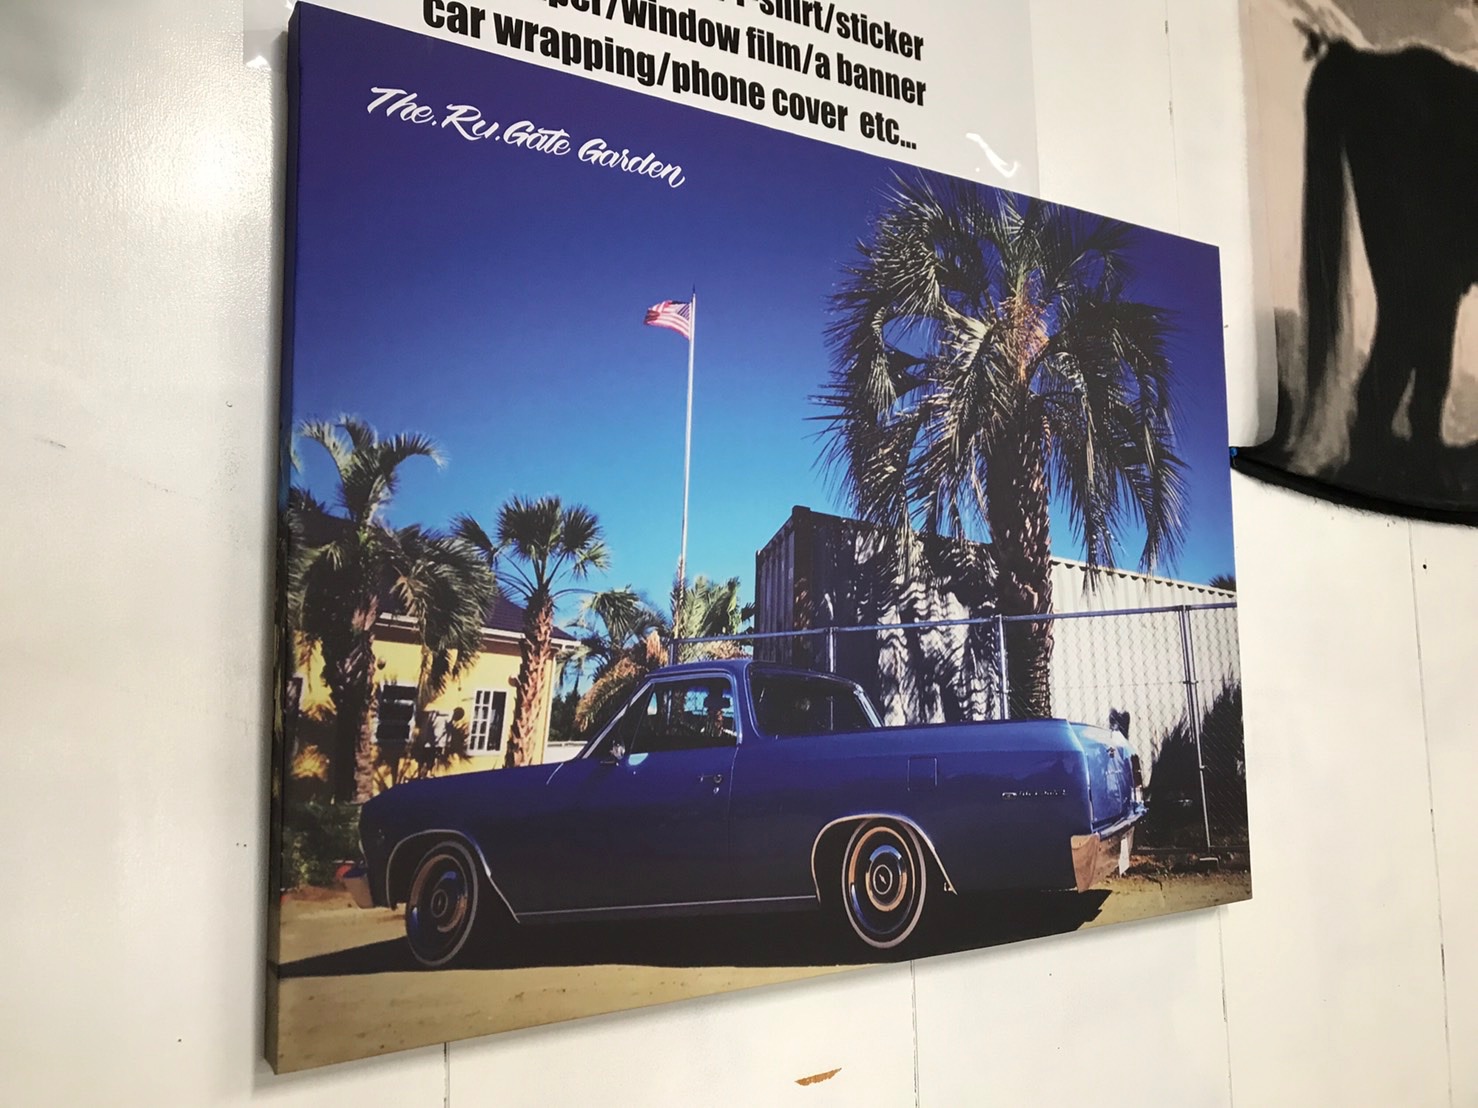 T-shirt/sticker
/window film/a banner
car wrapping/phone cover etc...
The.Ru.Gate Garden